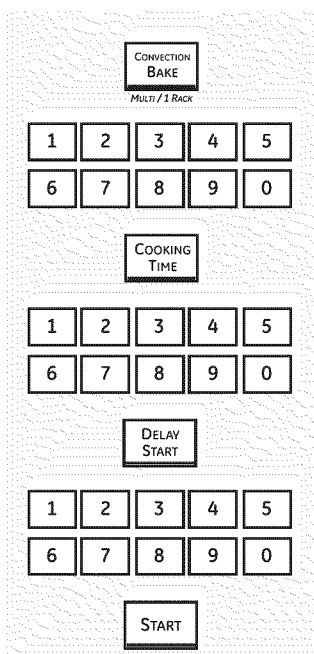 CONVECTION
BAKE
MULTI / 1 RACK
1 2 3 4 5
6 7 8 9 0
COOKING
TIME
1 2 3 4 5
6 7 8 9 0
DELAY
START
1 2 3 4 5
6 7 8 9 0
START